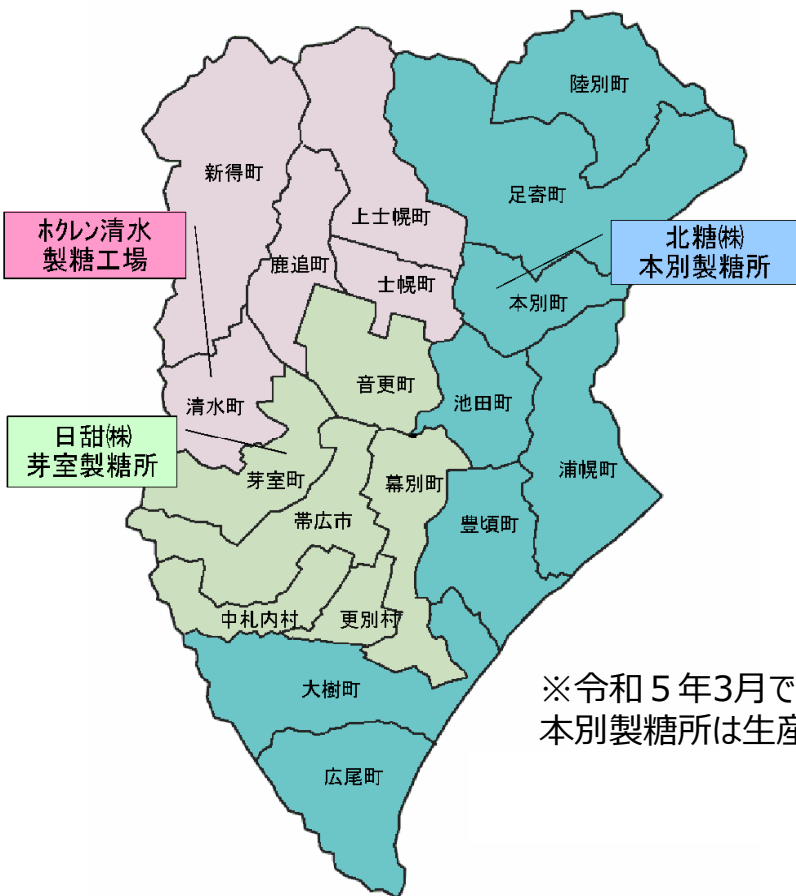 陸別町
新得町
足寄町
上士幌町
ホクレン清水
製糖工場
北糖㈱
本別製糖所
鹿追町
士幌町
本別町
音更町
清水町
池田町
日甜㈱
芽室製糖所
芽室町
幕別町
浦幌町
帯広市
豊頃町
中札内村
更別村
大樹町
※令和５年3月で
本別製糖所は生産
広尾町